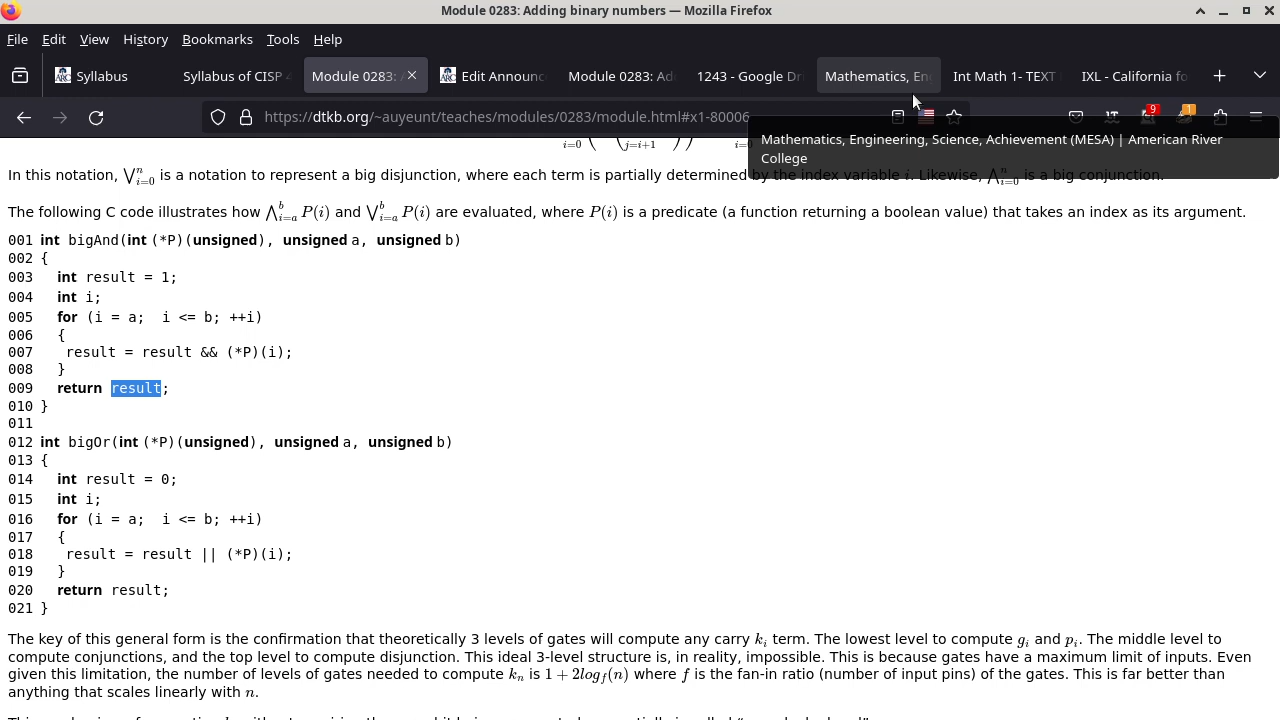 Module 0283: Adding binary numbers — Mozilla Firefox
File Edit View History Bookmarks Tools Help
Syllabus Syllabus of CISP 4 Module 0283: A Edit Announc Module 0283: Ad 1243 - Google Dr Mathematics, En Int Math 1- TEXT IXL - California fo
https://dtkb.org/~auyeunt/teaches/modules/0283/module.html#x1-80006 9 1
Mathematics, Engineering, Science, Achievement (MESA) | American River
College
i=0 ( j=i+1 )) i=0
In this notation, ⋁ⁿᵢ₌₀ is a notation to represent a big disjunction, where each term is partially determined by the index variable i. Likewise, ⋀ⁿᵢ₌₀ is a big conjunction.
The following C code illustrates how ⋀ᵇᵢ₌ₐ P(i) and ⋁ᵇᵢ₌ₐ P(i) are evaluated, where P(i) is a predicate (a function returning a boolean value) that takes an index as its argument.
001 int bigAnd(int (*P)(unsigned), unsigned a, unsigned b)
002 {
003 int result = 1;
004 int i;
005 for (i = a; i <= b; ++i)
006 {
007 result = result && (*P)(i);
008 }
009 return result;
010 }
011
012 int bigOr(int (*P)(unsigned), unsigned a, unsigned b)
013 {
014 int result = 0;
015 int i;
016 for (i = a; i <= b; ++i)
017 {
018 result = result || (*P)(i);
019 }
020 return result;
021 }
The key of this general form is the confirmation that theoretically 3 levels of gates will compute any carry kᵢ term. The lowest level to compute gᵢ and pᵢ. The middle level to
compute conjunctions, and the top level to compute disjunction. This ideal 3-level structure is, in reality, impossible. This is because gates have a maximum limit of inputs. Even
given this limitation, the number of levels of gates needed to compute kₙ is 1 + 2log_f(n) where f is the fan-in ratio (number of input pins) of the gates. This is far better than
anything that scales linearly with n.